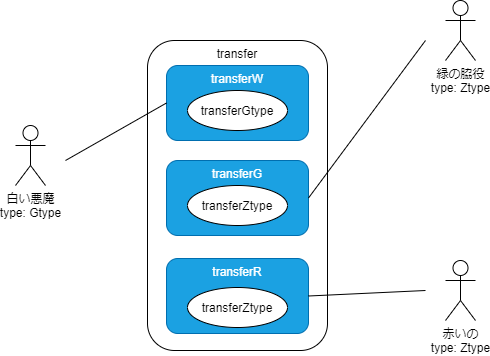 transfer
transferW
transferGtype
transferG
transferZtype
transferR
transferZtype
白い悪魔
type: Gtype
緑の脇役
type: Ztype
赤いの
type: Ztype